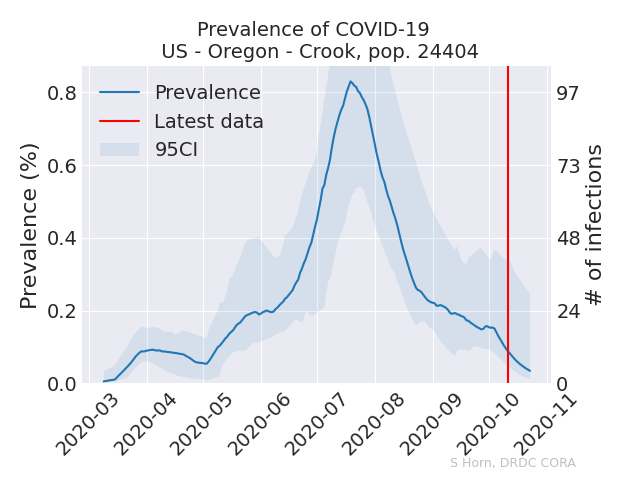 Prevalence of COVID-19
US - Oregon - Crook, pop. 24404
Prevalence
Latest data
95CI
Prevalence (%)
0.8
0.6
0.4
0.2
0.0
97
73
48
24
0
# of infections
2020-03
2020-04
2020-05
2020-06
2020-07
2020-08
2020-09
2020-10
2020-11
S Horn, DRDC CORA